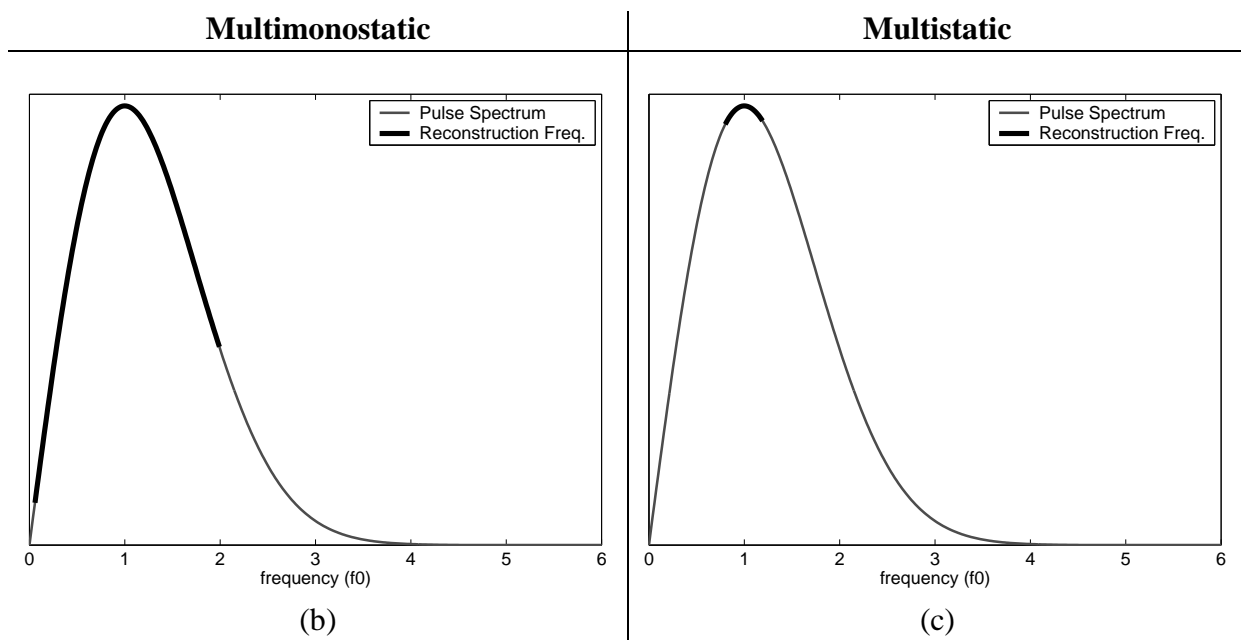 Multimonostatic
Multistatic
Pulse Spectrum
Reconstruction Freq.
0 1 2 3 4 5 6
frequency (f0)
(b)
Pulse Spectrum
Reconstruction Freq.
0 1 2 3 4 5 6
frequency (f0)
(c)